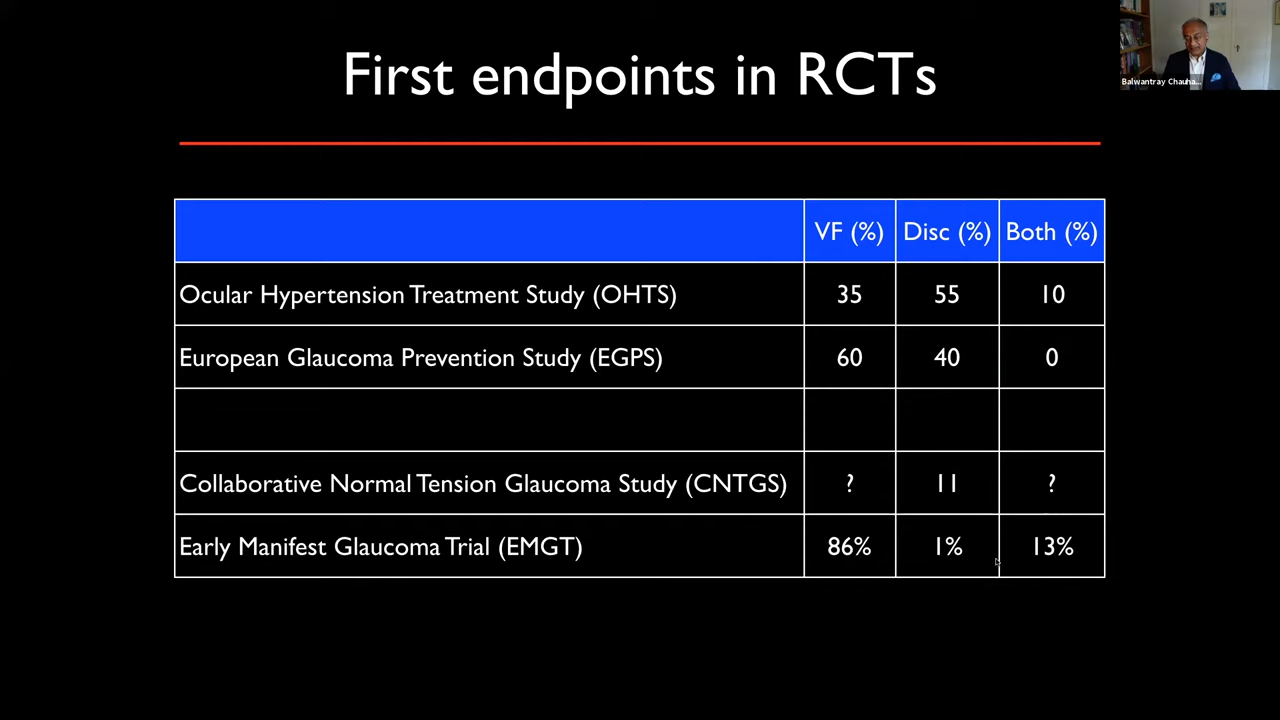 First endpoints in RCTs
Balwantray Chauha...
VF (%) Disc (%) Both (%)
Ocular Hypertension Treatment Study (OHTS) 35 55 10
European Glaucoma Prevention Study (EGPS) 60 40 0
Collaborative Normal Tension Glaucoma Study (CNTGS) ? 11 ?
Early Manifest Glaucoma Trial (EMGT) 86% 1% 13%